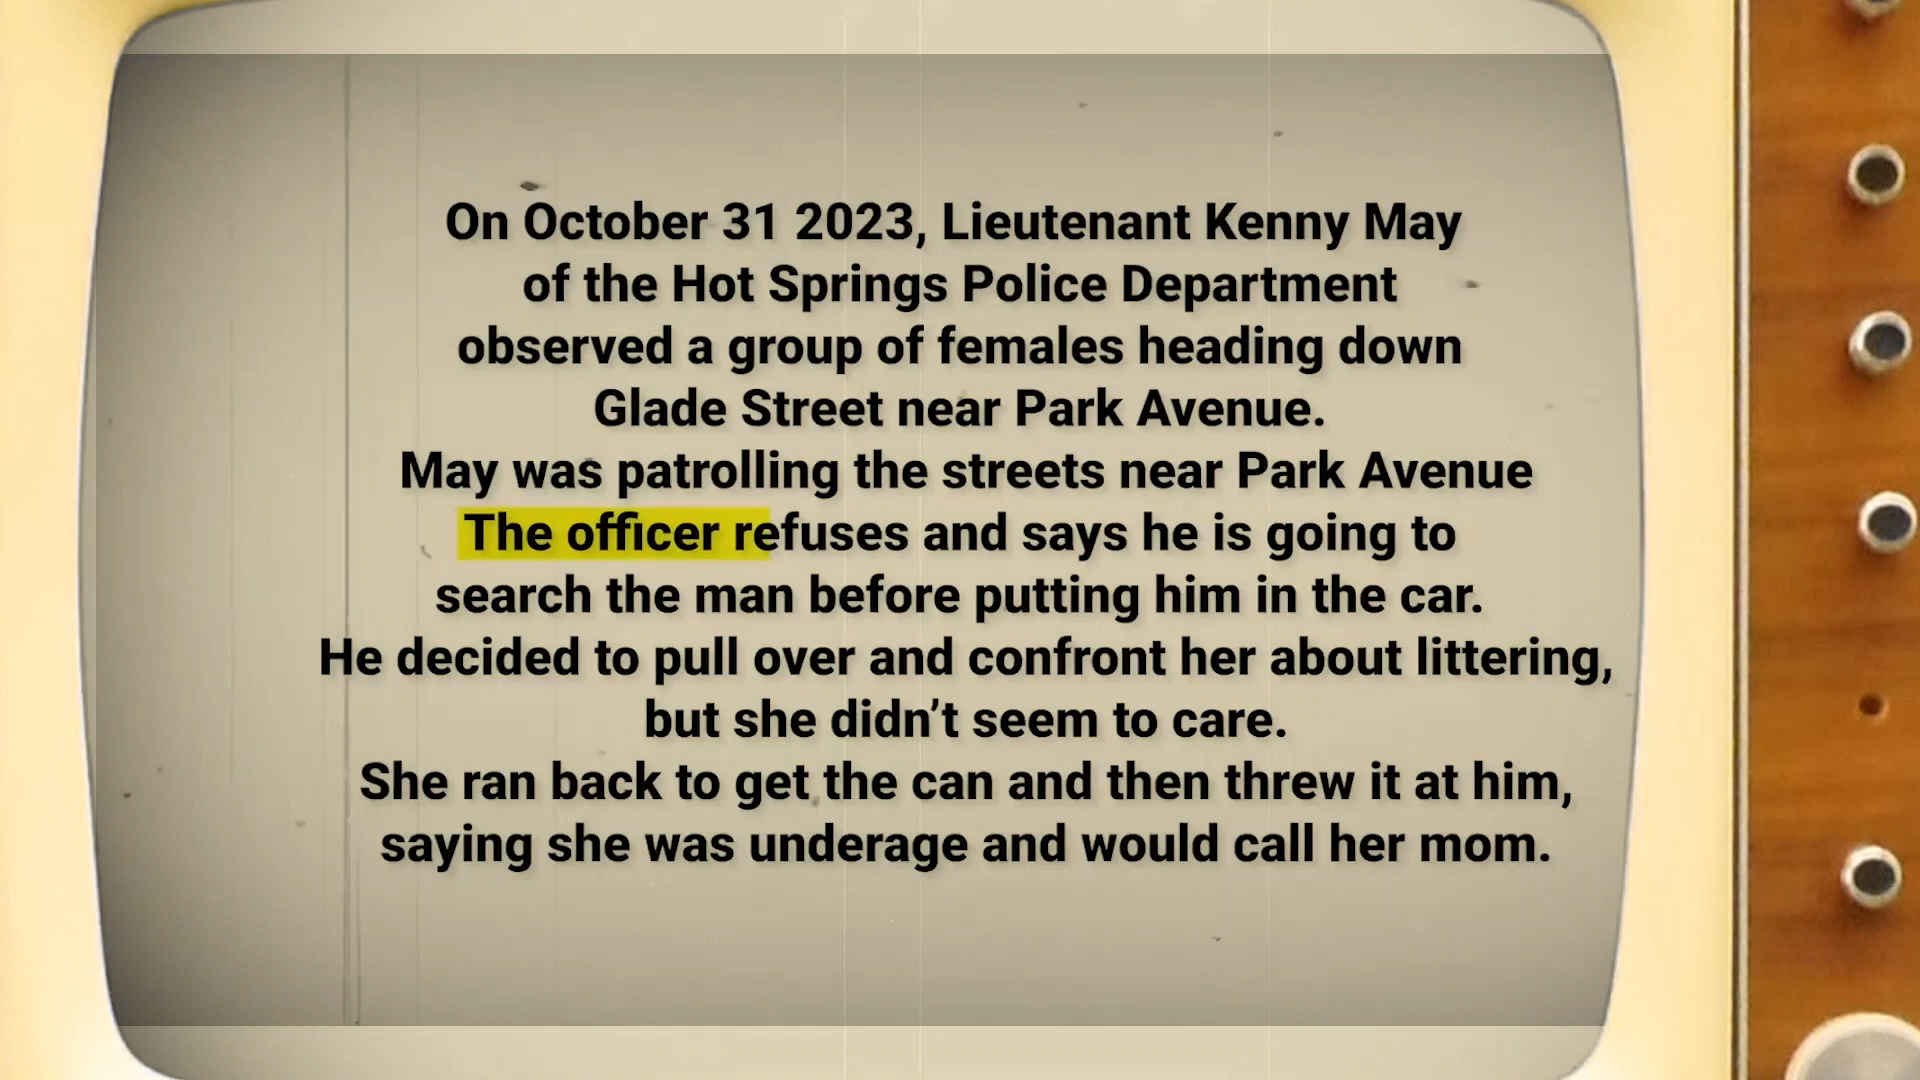 On October 31 2023, Lieutenant Kenny May
of the Hot Springs Police Department
observed a group of females heading down
Glade Street near Park Avenue.
May was patrolling the streets near Park Avenue
The officer refuses and says he is going to
search the man before putting him in the car.
He decided to pull over and confront her about littering,
but she didn’t seem to care.
She ran back to get the can and then threw it at him,
saying she was underage and would call her mom.